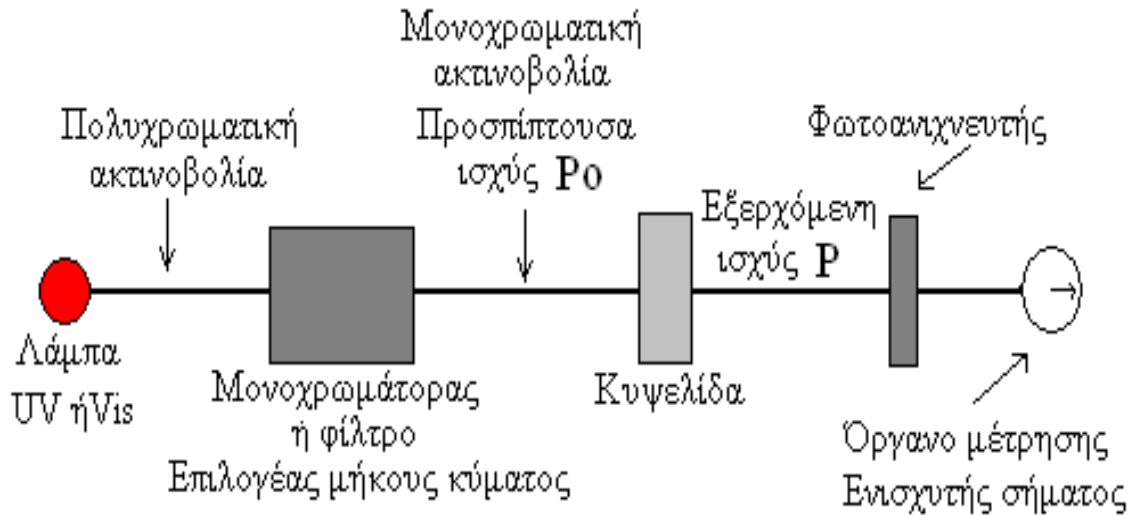 Πολυχρωματική
ακτινοβολία
Μονοχρωματική
ακτινοβολία
Προσπίπτουσα
ισχύς Po
Φωτοανιχνευτής
Εξερχόμενη
ισχύς P
Λάμπα
UV ήVis
Μονοχρωμάτορας
ή φίλτρο
Επιλογέας μήκους κύματος
Κυψελίδα
Όργανο μέτρησης
Ενισχυτής σήματος